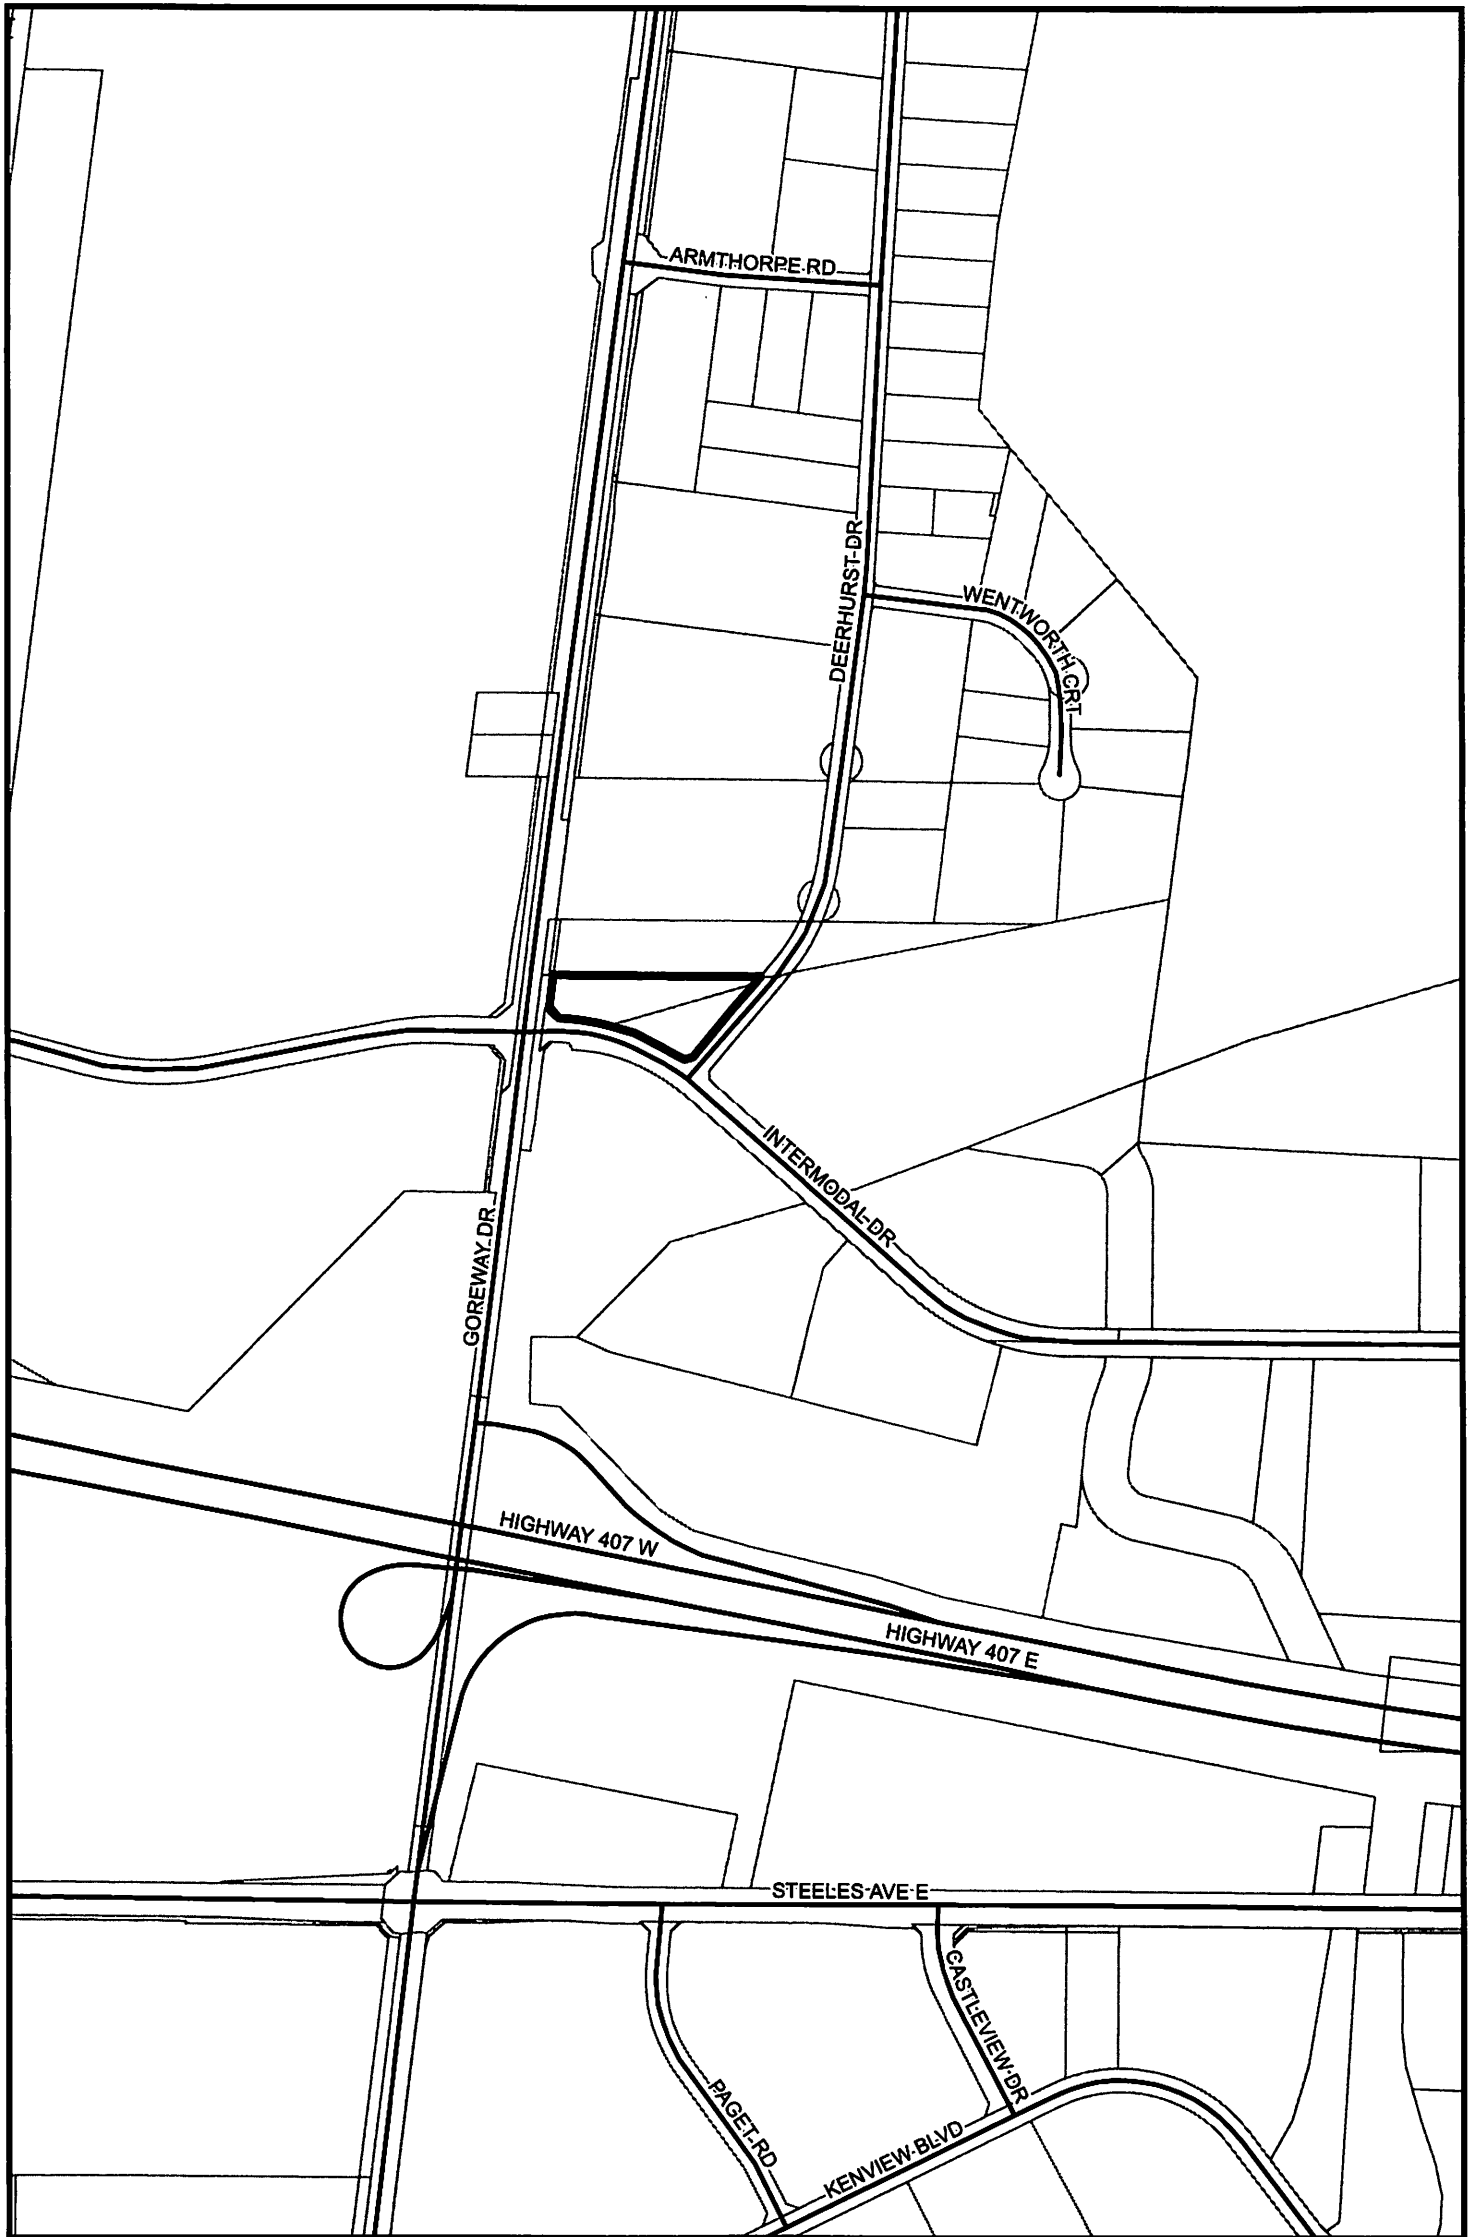 ARMTHORPE RD
DEERHURST DR
WENTWORTH CRT
INTERMODAL DR
GOREWAY DR
HIGHWAY 407 W
HIGHWAY 407 E
STEELES AVE E
CASTLEVIEW DR
PAGET RD
KENVIEW BLVD